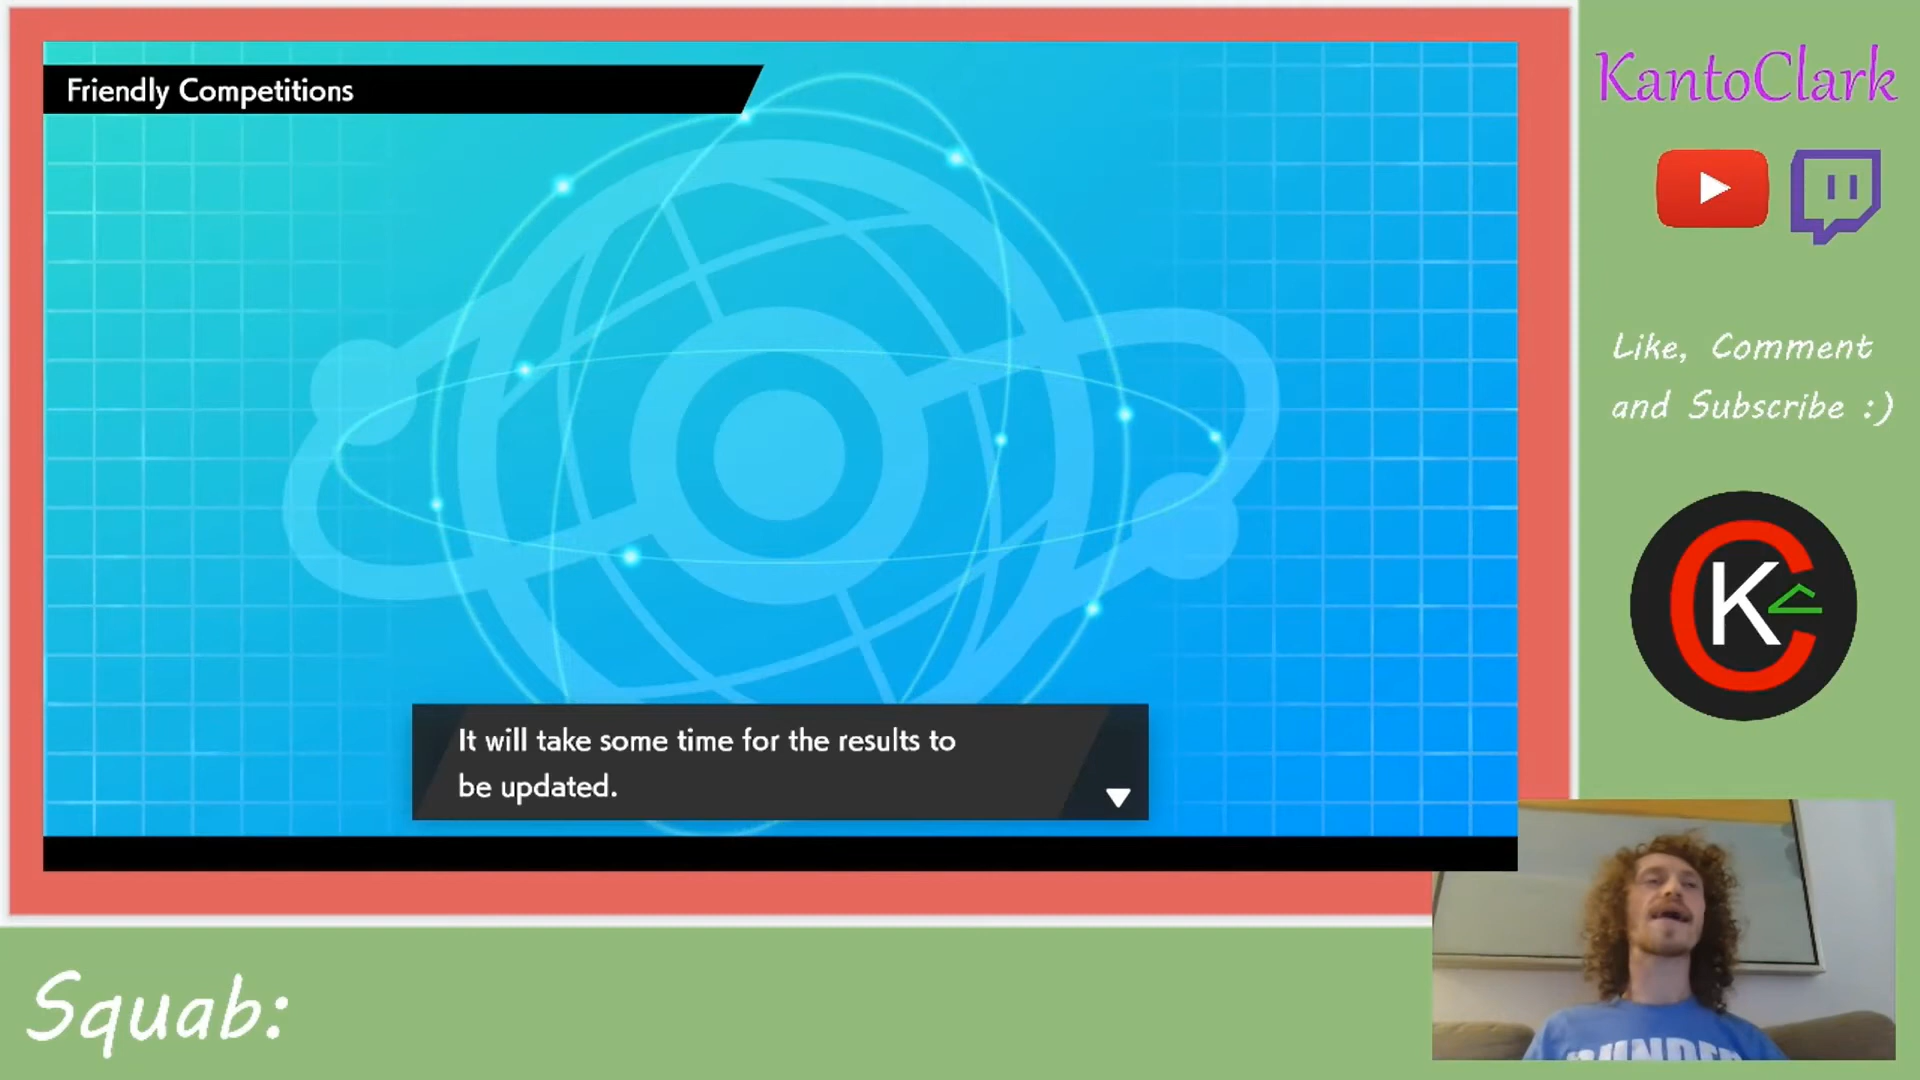 Friendly Competitions
KantoClark
Like, Comment
and Subscribe :)
K
It will take some time for the results to
be updated.
Squab: